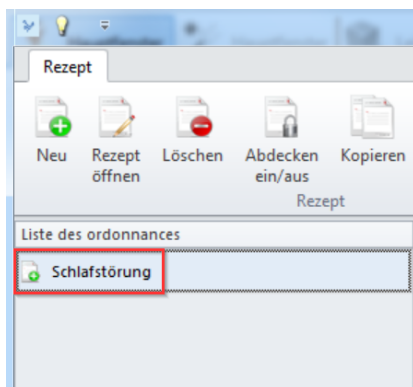 Rezept
Neu
Rezept öffnen
Löschen
Abdecken ein/aus
Kopieren
Rezept
Liste des ordonnances
Schlafstörung